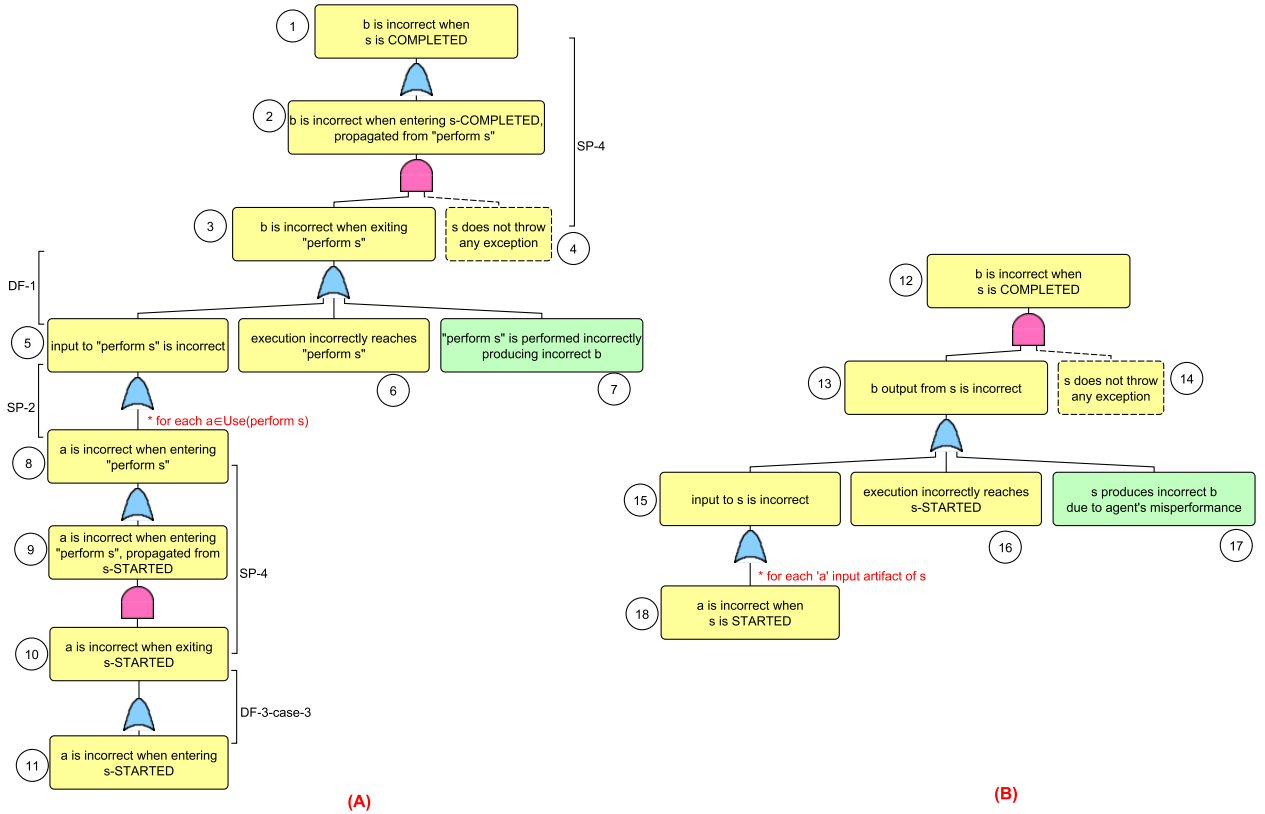 1
b is incorrect when
s is COMPLETED
2
b is incorrect when entering s-COMPLETED,
propagated from "perform s"
SP-4
3
b is incorrect when exiting
"perform s"
s does not throw
any exception
4
DF-1
5
input to "perform s" is incorrect
execution incorrectly reaches
"perform s"
6
"perform s" is performed incorrectly
producing incorrect b
7
SP-2
* for each a∈Use(perform s)
8
a is incorrect when entering
"perform s"
9
a is incorrect when entering
"perform s", propagated from
s-STARTED
SP-4
10
a is incorrect when exiting
s-STARTED
DF-3-case-3
11
a is incorrect when entering
s-STARTED
(A)
12
b is incorrect when
s is COMPLETED
13
b output from s is incorrect
s does not throw
any exception
14
15
input to s is incorrect
execution incorrectly reaches
s-STARTED
16
s produces incorrect b
due to agent's misperformance
17
* for each 'a' input artifact of s
18
a is incorrect when
s is STARTED
(B)